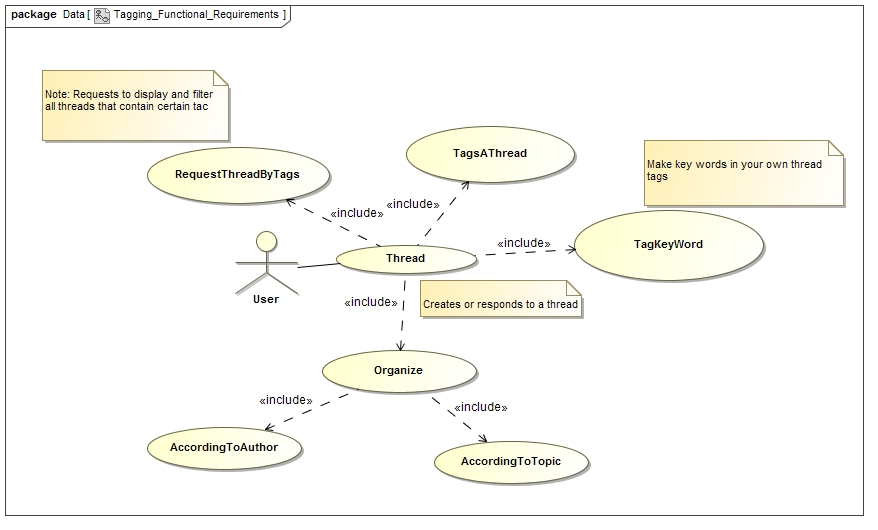 package Data [ Tagging_Functional_Requirements ]
Note: Requests to display and filter
all threads that contain certain tac
TagsAThread
RequestThreadByTags
Make key words in your own thread
tags
«include»
«include»
«include»
TagKeyWord
Thread
User
«include»
Creates or responds to a thread
Organize
«include»
«include»
AccordingToAuthor
AccordingToTopic